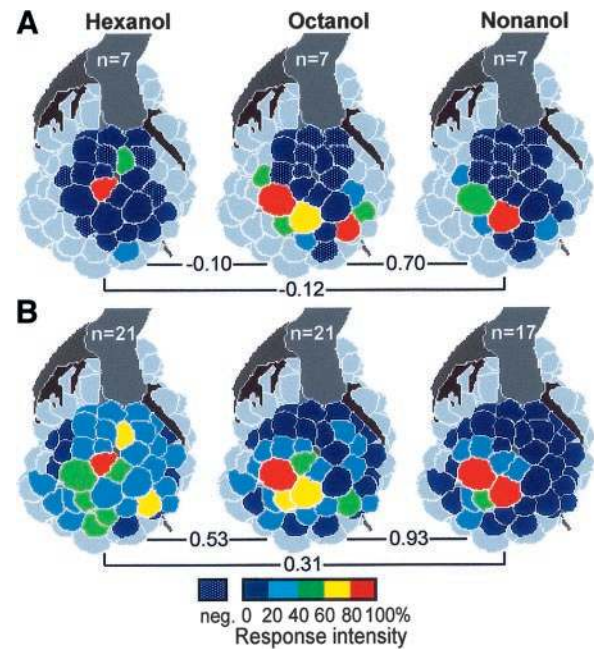 A Hexanol Octanol Nonanol
n=7 n=7 n=7
-0.10 0.70
-0.12
B
n=21 n=21 n=17
0.53 0.93
0.31
neg. 0 20 40 60 80 100%
Response intensity